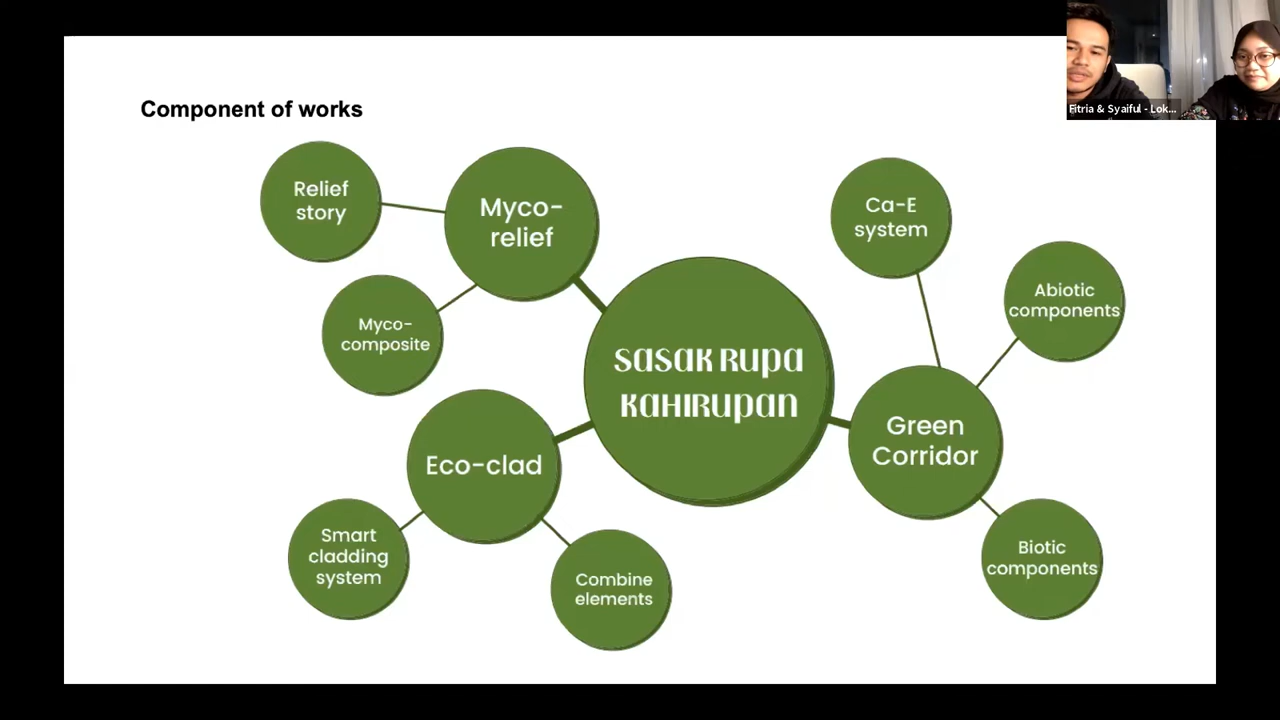 Fitria & Syaiful - Lok...
Component of works
Relief
story
Myco-
relief
Myco-
composite
Eco-clad
Smart
cladding
system
Combine
elements
SASAK RUPA
KAHIRUPAN
Ca-E
system
Abiotic
components
Green
Corridor
Biotic
components